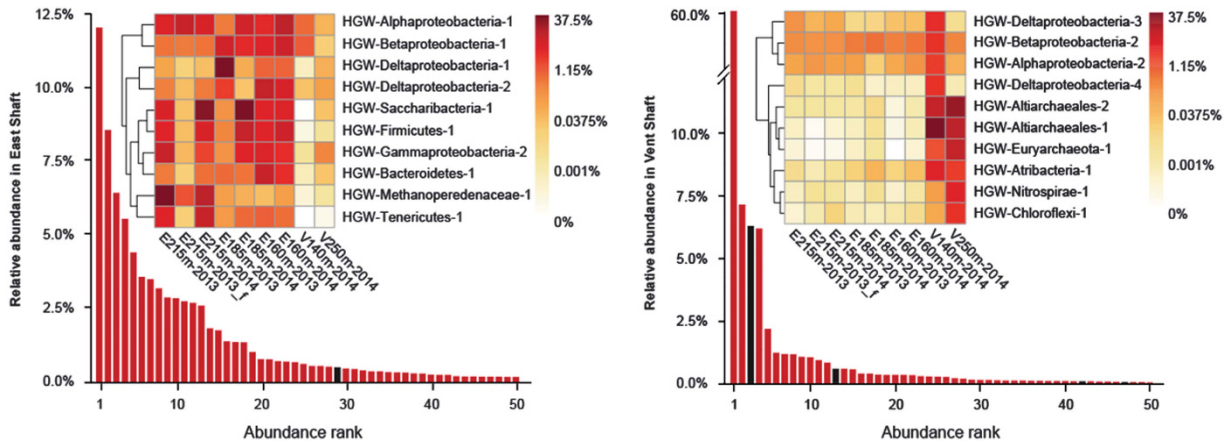 12.5%
10.0%
7.5%
5.0%
2.5%
0.0%
Relative abundance in East Shaft
HGW-Alphaproteobacteria-1
HGW-Betaproteobacteria-1
HGW-Deltaproteobacteria-1
HGW-Deltaproteobacteria-2
HGW-Saccharibacteria-1
HGW-Firmicutes-1
HGW-Gammaproteobacteria-2
HGW-Bacteroidetes-1
HGW-Methanoperedenaceae-1
HGW-Tenericutes-1
37.5%
1.15%
0.0375%
0.001%
0%
E215m-2013
E215m-2013_f
E215m-2014
E185m-2013
E185m-2014
E160m-2013
E160m-2014
V140m-2014
V250m-2014
1
10
20
30
40
50
Abundance rank
60.0%
10.0%
7.5%
5.0%
2.5%
0.0%
Relative abundance in Vent Shaft
HGW-Deltaproteobacteria-3
HGW-Betaproteobacteria-2
HGW-Alphaproteobacteria-2
HGW-Deltaproteobacteria-4
HGW-Altiarchaeales-2
HGW-Altiarchaeales-1
HGW-Euryarchaeota-1
HGW-Atribacteria-1
HGW-Nitrospirae-1
HGW-Chloroflexi-1
37.5%
1.15%
0.0375%
0.001%
0%
E215m-2013
E215m-2013_f
E215m-2014
E185m-2013
E185m-2014
E160m-2013
E160m-2014
V140m-2014
V250m-2014
1
10
20
30
40
50
Abundance rank